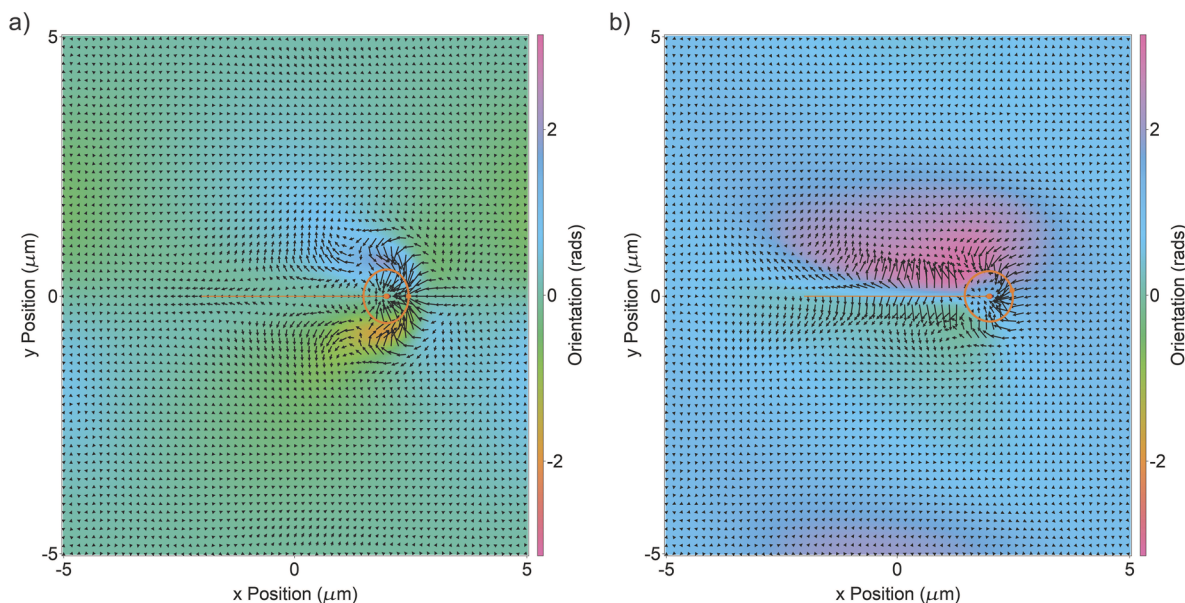 a)
b)
5
0
-5
y Position (μm)
-5
0
5
x Position (μm)
2
0
-2
Orientation (rads)
5
0
-5
y Position (μm)
-5
0
5
x Position (μm)
2
0
-2
Orientation (rads)